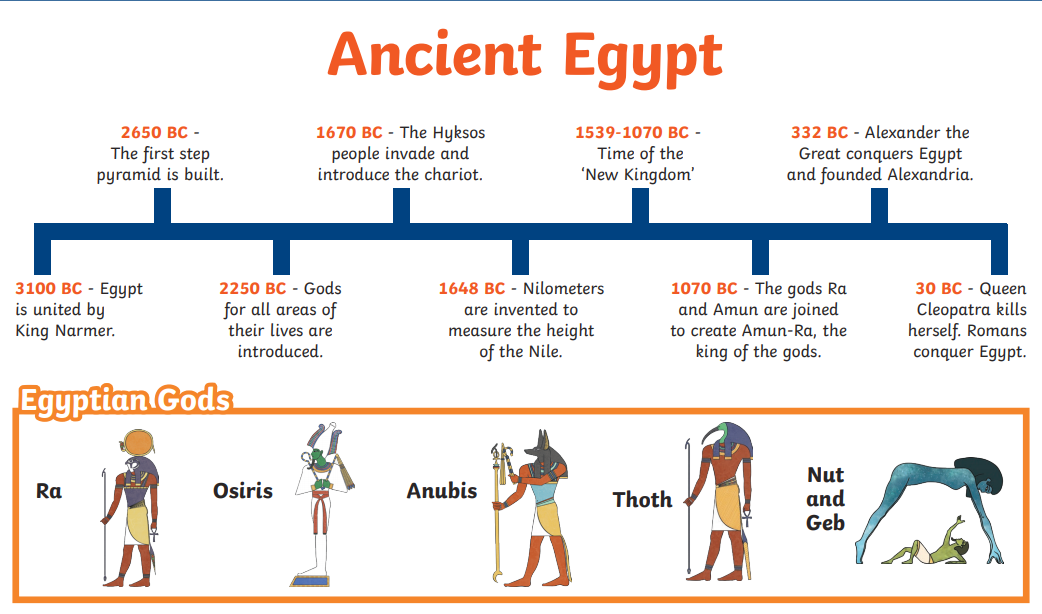 Ancient Egypt
2650 BC -
The first step
pyramid is built.
1670 BC - The Hyksos
people invade and
introduce the chariot.
1539-1070 BC -
Time of the
‘New Kingdom’
332 BC - Alexander the
Great conquers Egypt
and founded Alexandria.
3100 BC - Egypt
is united by
King Narmer.
2250 BC - Gods
for all areas of
their lives are
introduced.
1648 BC - Nilometers
are invented to
measure the height
of the Nile.
1070 BC - The gods Ra
and Amun are joined
to create Amun-Ra, the
king of the gods.
30 BC - Queen
Cleopatra kills
herself. Romans
conquer Egypt.
Egyptian Gods
Ra
Osiris
Anubis
Thoth
Nut
and
Geb